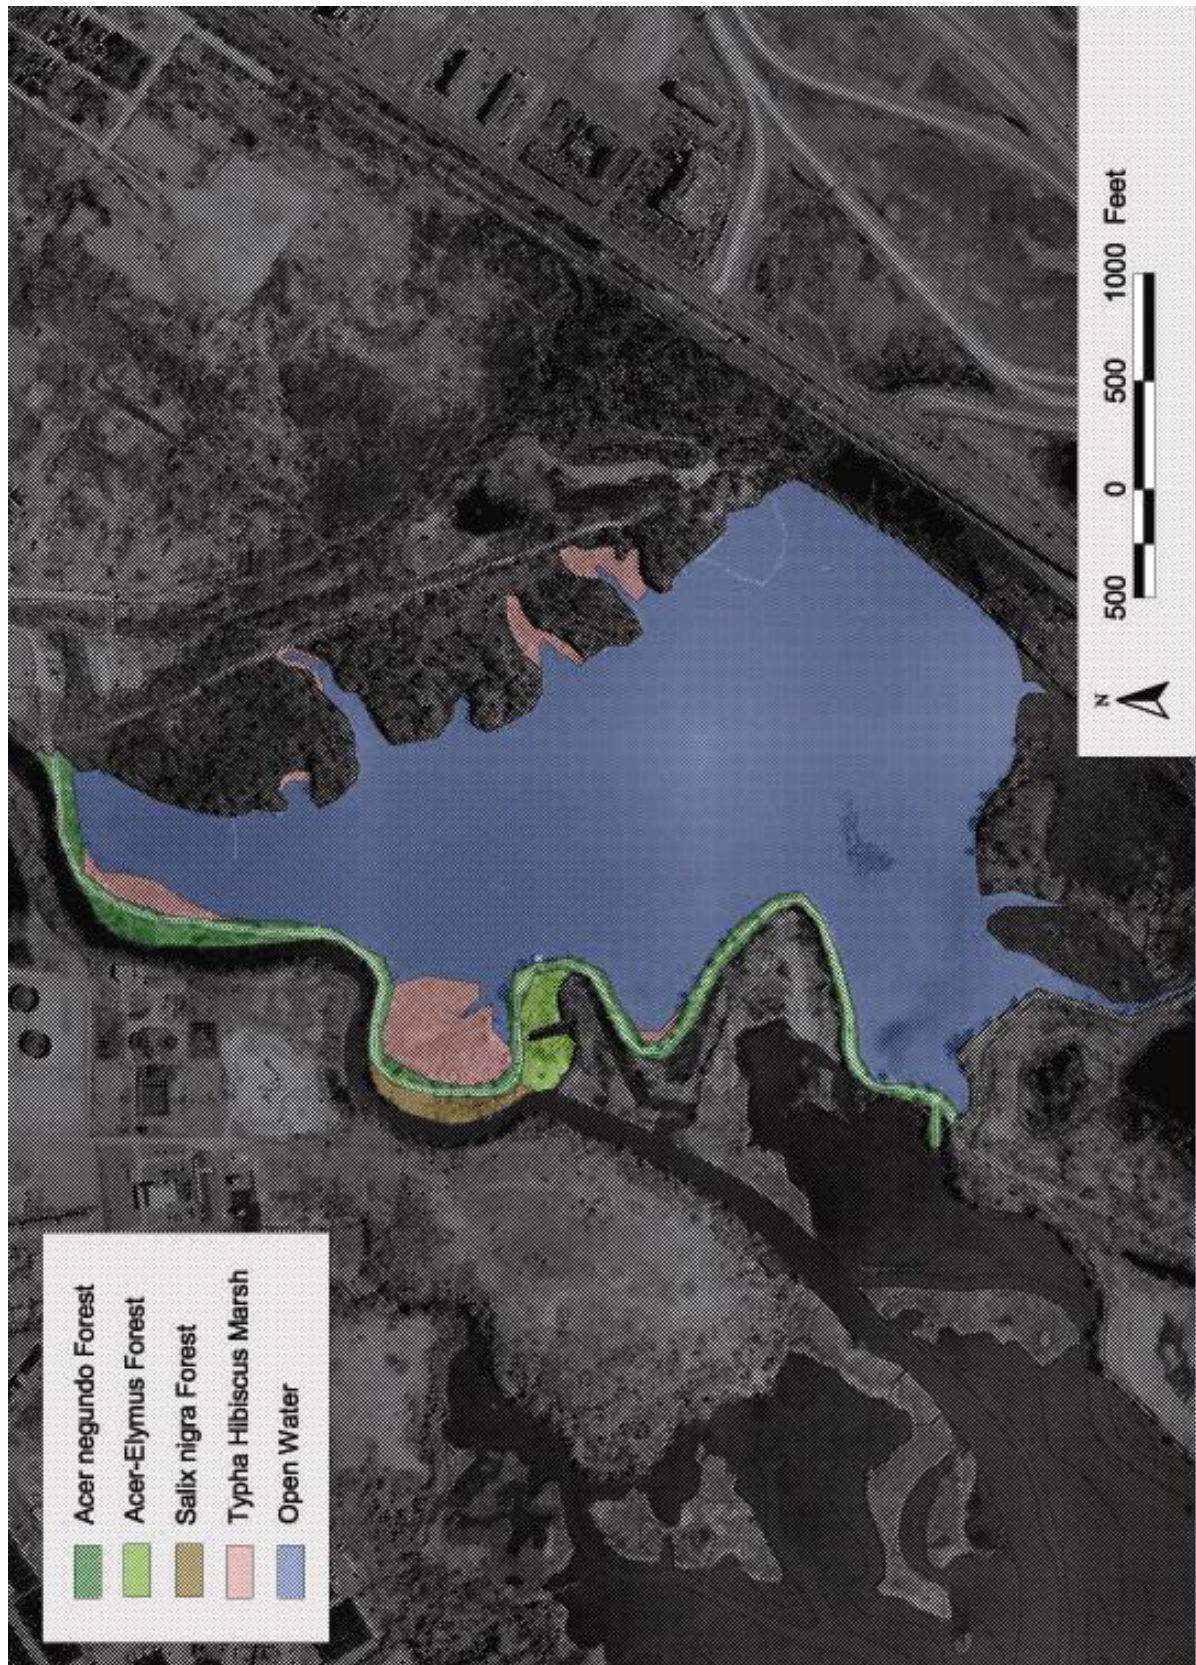 Acer negundo Forest
Acer-Elymus Forest
Salix nigra Forest
Typha Hibiscus Marsh
Open Water
N
500 0 500 1000 Feet